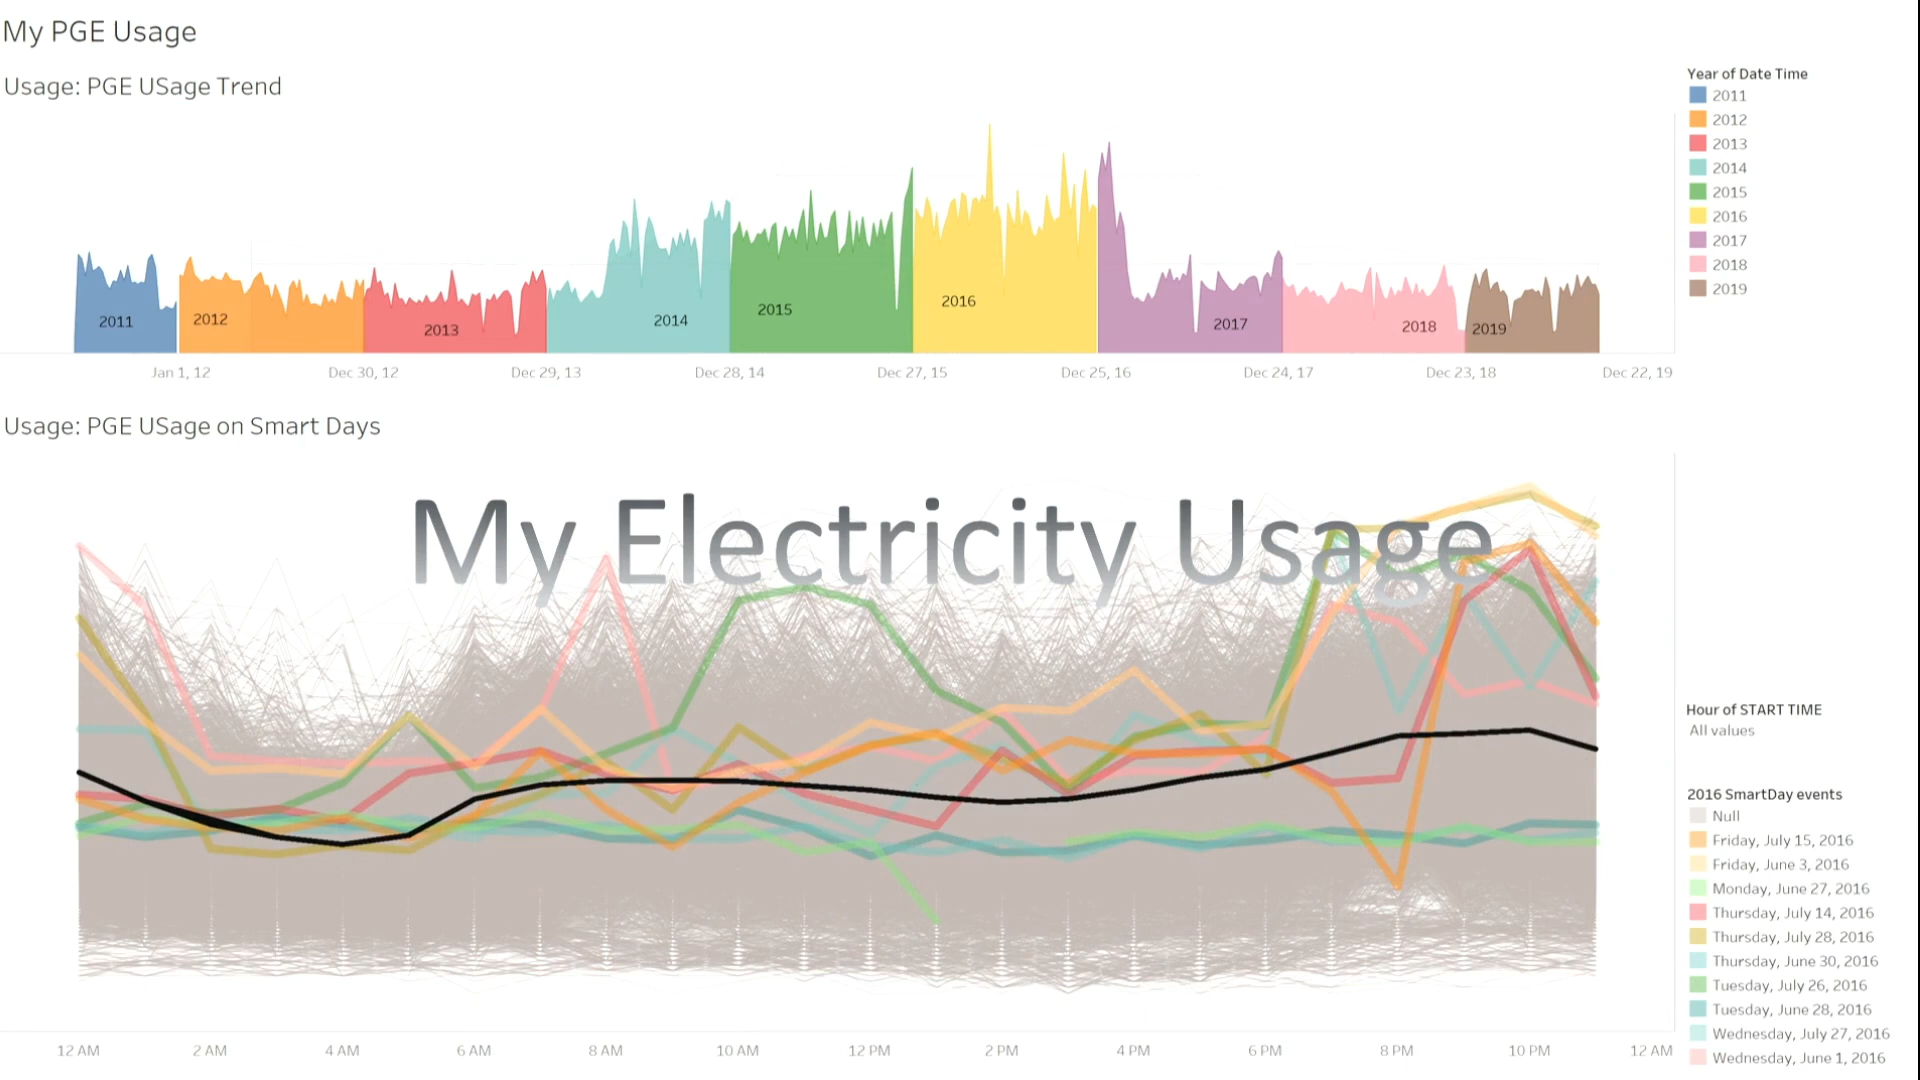 My PGE Usage
Usage: PGE USage Trend
Year of Date Time
2011
2012
2013
2014
2015
2016
2017
2018
2019
2011
2012
2013
2014
2015
2016
2017
2018
2019
Jan 1, 12
Dec 30, 12
Dec 29, 13
Dec 28, 14
Dec 27, 15
Dec 25, 16
Dec 24, 17
Dec 23, 18
Dec 22, 19
Usage: PGE USage on Smart Days
My Electricity Usage
Hour of START TIME
All values
2016 SmartDay events
Null
Friday, July 15, 2016
Friday, June 3, 2016
Monday, June 27, 2016
Thursday, July 14, 2016
Thursday, July 28, 2016
Thursday, June 30, 2016
Tuesday, July 26, 2016
Tuesday, June 28, 2016
Wednesday, July 27, 2016
Wednesday, June 1, 2016
12 AM
2 AM
4 AM
6 AM
8 AM
10 AM
12 PM
2 PM
4 PM
6 PM
8 PM
10 PM
12 AM